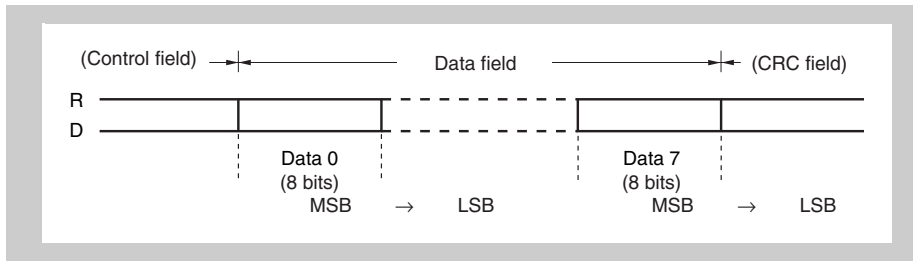 (Control field) Data field (CRC field)
R
D
Data 0 Data 7
(8 bits) (8 bits)
MSB → LSB MSB → LSB